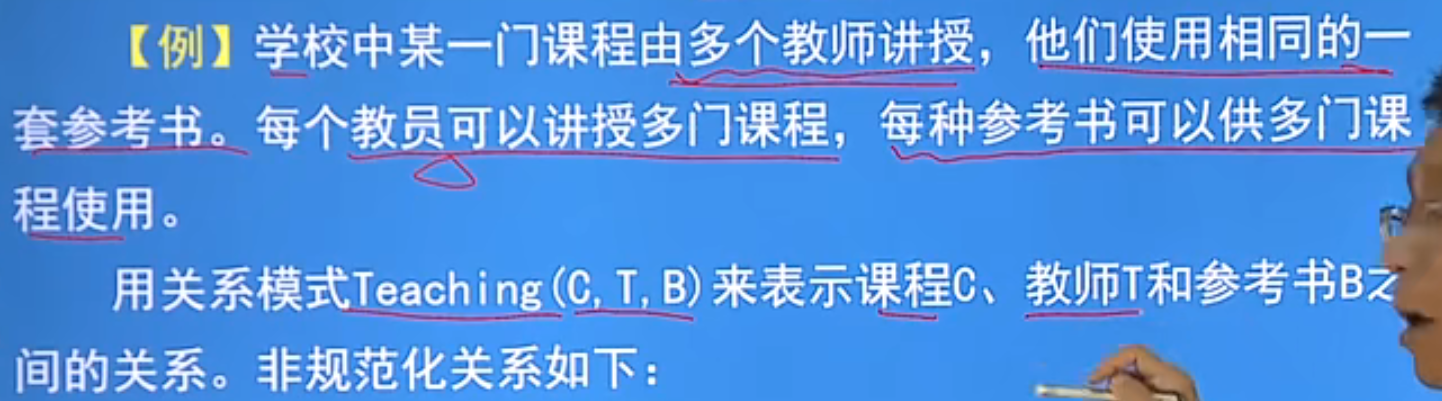 【例】学校中某一门课程由多个教师讲授，他们使用相同的一
套参考书。每个教员可以讲授多门课程，每种参考书可以供多门课
程使用。
用关系模式Teaching(C,T,B)来表示课程C、教师T和参考书B之
间的关系。非规范化关系如下：